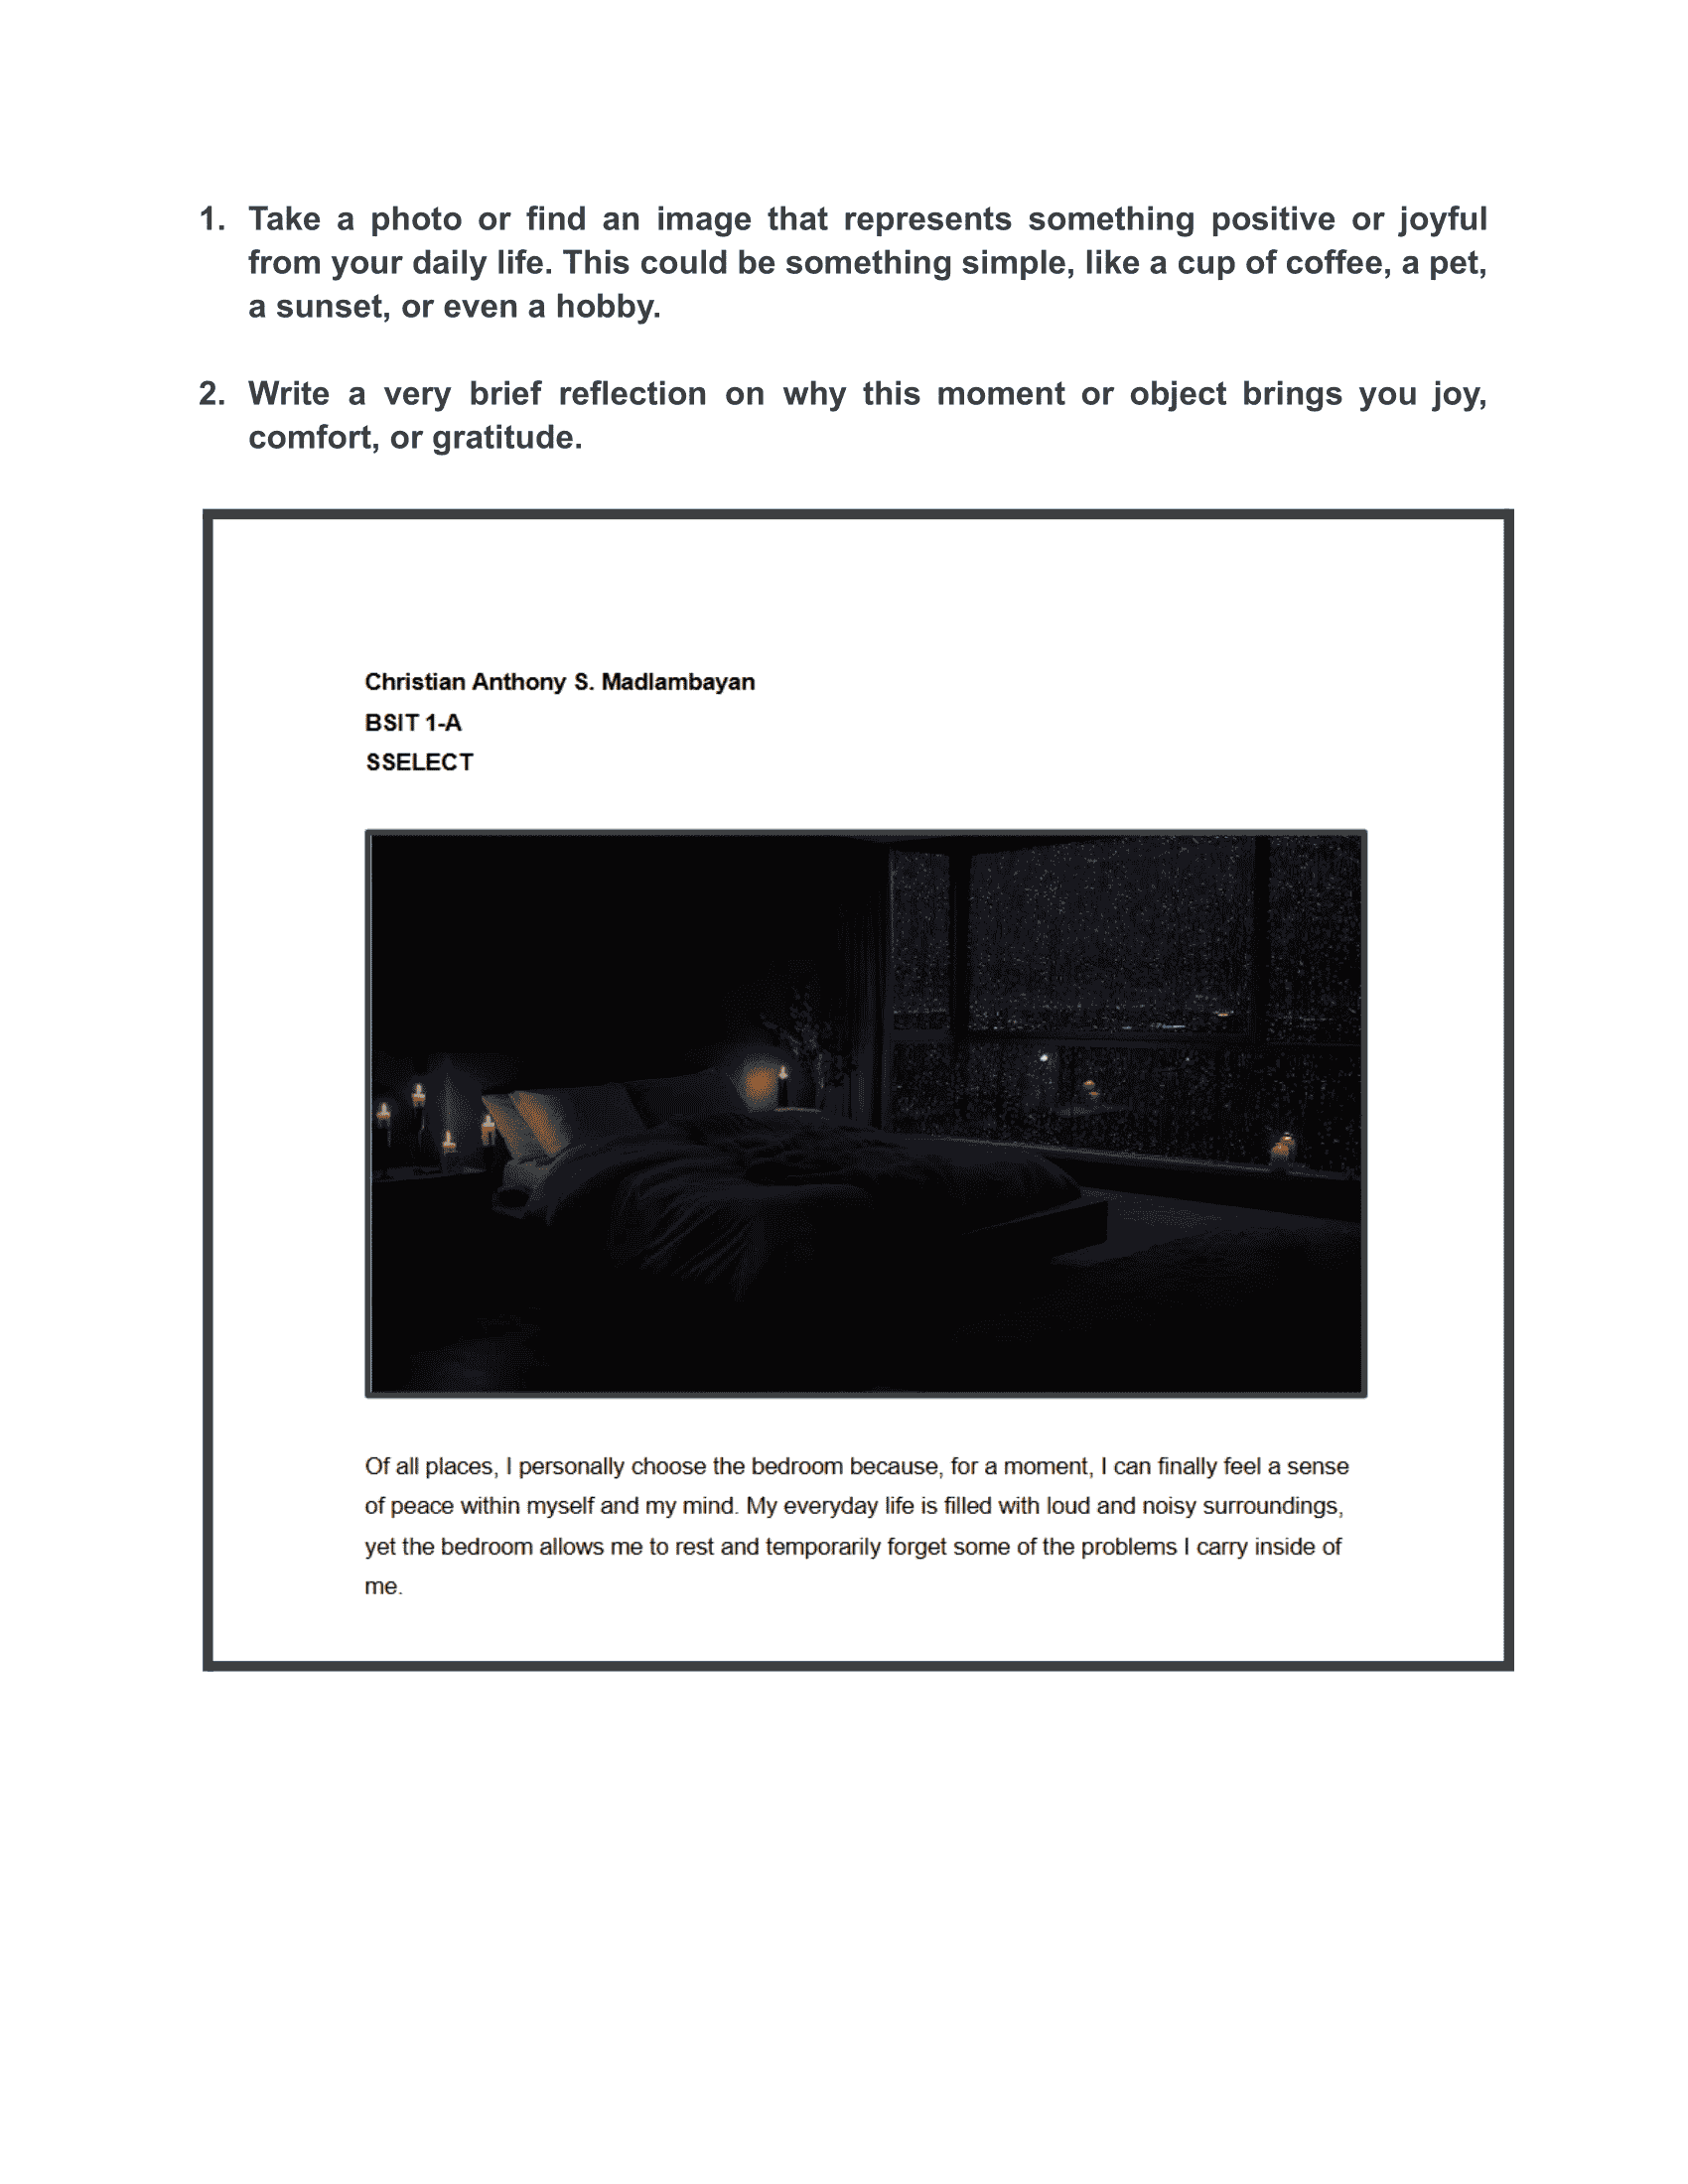 1. Take a photo or find an image that represents something positive or joyful
from your daily life. This could be something simple, like a cup of coffee, a pet,
a sunset, or even a hobby.
2. Write a very brief reflection on why this moment or object brings you joy,
comfort, or gratitude.
Christian Anthony S. Madlambayan
BSIT 1-A
SSELECT
Of all places, I personally choose the bedroom because, for a moment, I can finally feel a sense
of peace within myself and my mind. My everyday life is filled with loud and noisy surroundings,
yet the bedroom allows me to rest and temporarily forget some of the problems I carry inside of
me.